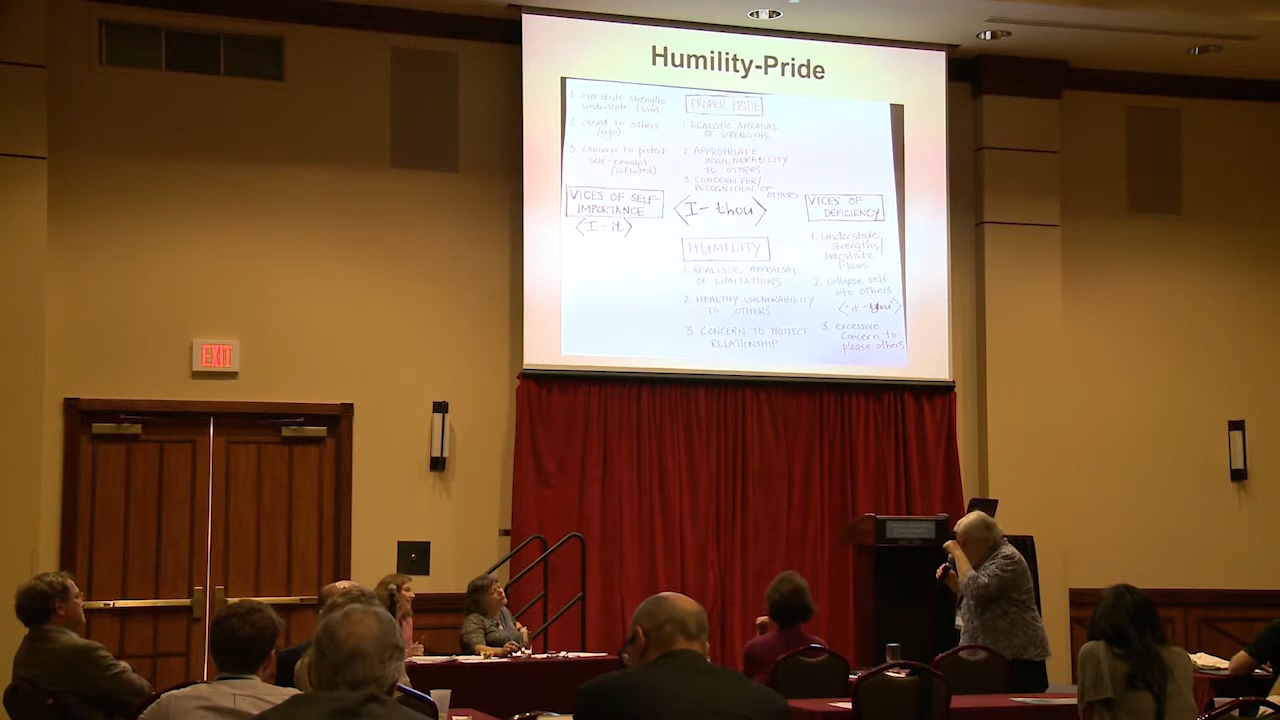 Humility-Pride
1. overstate strengths
understate flaws
2. closed to others
(ego)
3. concern to protect
self-concept
(inflated)
VICES OF SELF-
IMPORTANCE
<I-it>
PROPER PRIDE
1. REALISTIC APPRAISAL
OF STRENGTHS
2. APPROPRIATE
INVULNERABILITY
TO OTHERS
3. CONCERN FOR/
RECOGNITION OF
OTHERS
<I-thou>
HUMILITY
1. REALISTIC APPRAISAL
OF LIMITATIONS
2. HEALTHY VULNERABILITY
TO OTHERS
3. CONCERN TO PROTECT
RELATIONSHIP
VICES OF
DEFICIENCY
1. understate
strengths/
overstate
flaws
2. collapse self
into others
<"it-you">
3. excessive
concern to
please others
EXIT